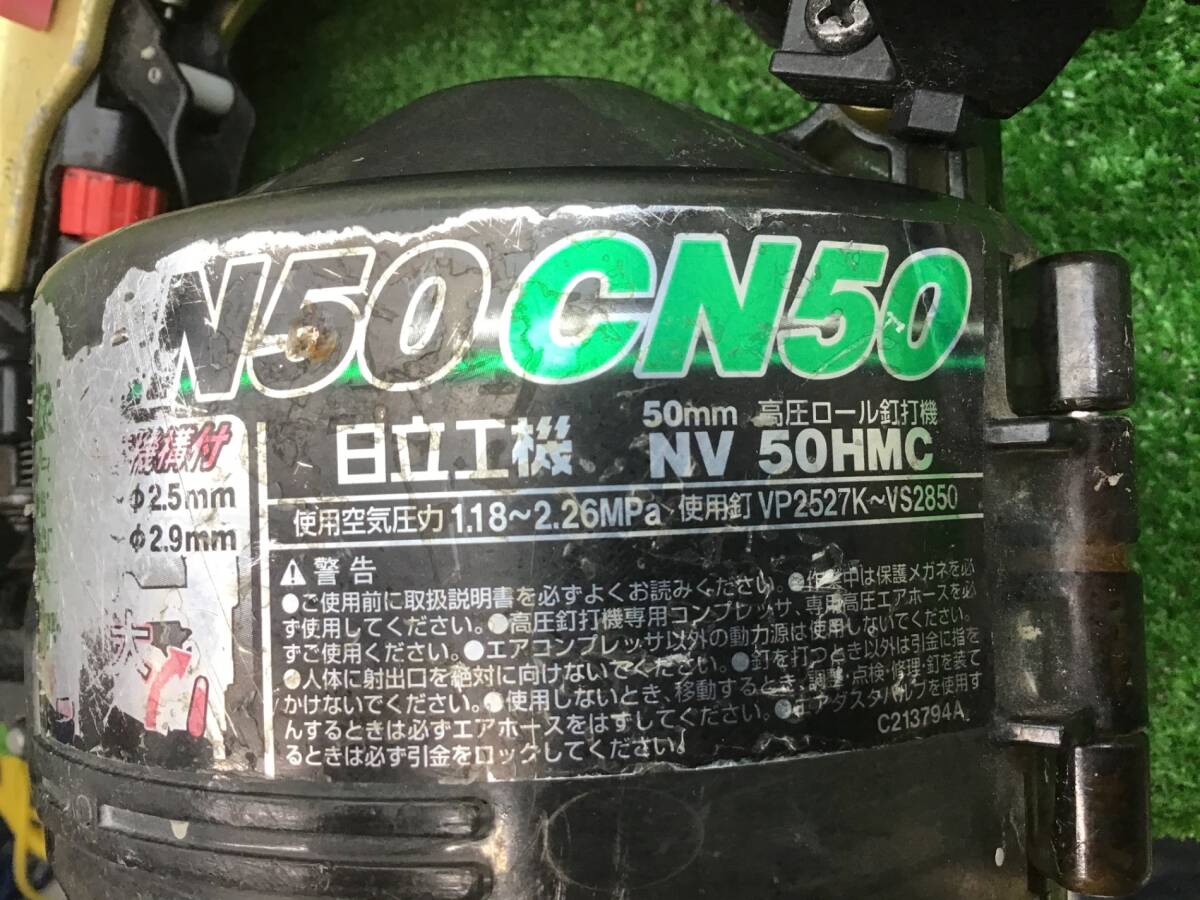 N50 CN50
機構付
φ2.5mm
φ2.9mm
日立工機
50mm 高圧ロール釘打機
NV 50HMC
使用空気圧力 1.18~2.26MPa 使用釘 VP2527K~VS2850
警告
●ご使用前に取扱説明書を必ずよくお読みください。●作業中は保護メガネを必
ず使用してください。●高圧釘打機専用コンプレッサ、専用高圧エアホースを必
ずご使用ください。●エアコンプレッサ以外の動力源は使用しないでください。
●人体に射出口を絶対に向けないでください。●釘を打つとき以外は引金に指を
かけないでください。●使用しないとき、移動するとき、調整・点検・修理・釘を装て
んするときは必ずエアホースをはずしてください。●エアダスタバルブを使用す
るときは必ず引金をロックしてください。
C213794A